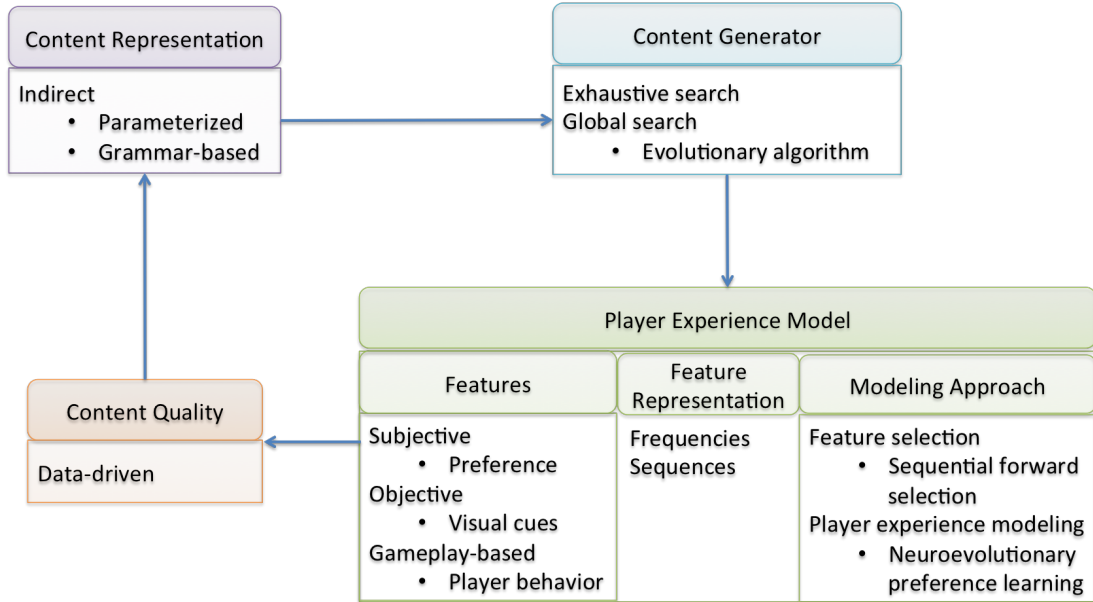 Content Representation
Indirect
• Parameterized
• Grammar-based
Content Generator
Exhaustive search
Global search
• Evolutionary algorithm
Player Experience Model
Features
Subjective
• Preference
Objective
• Visual cues
Gameplay-based
• Player behavior
Feature
Representation
Frequencies
Sequences
Modeling Approach
Feature selection
• Sequential forward
selection
Player experience modeling
• Neuroevolutionary
preference learning
Content Quality
Data-driven